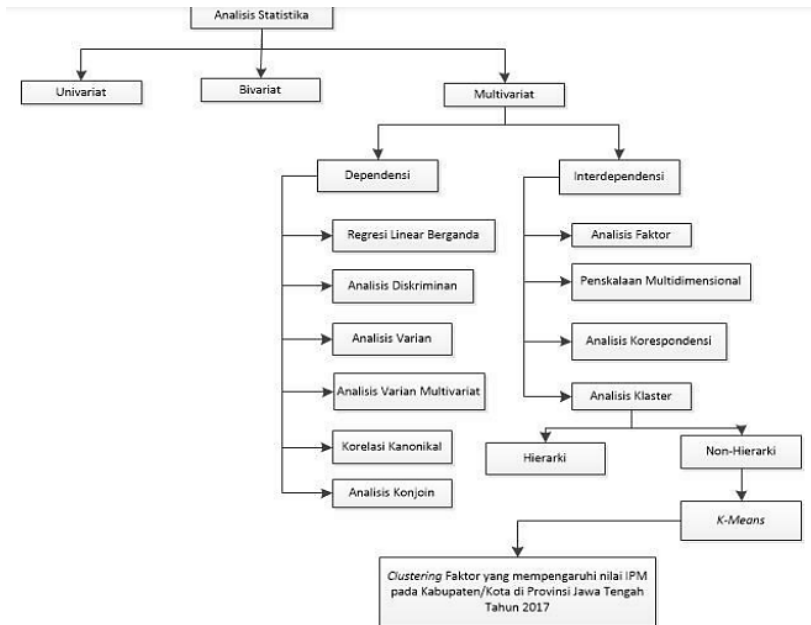 Analisis Statistika
Univariat
Bivariat
Multivariat
Dependensi
Interdependensi
Regresi Linear Berganda
Analisis Diskriminan
Analisis Varian
Analisis Varian Multivariat
Korelasi Kanonikal
Analisis Konjoin
Analisis Faktor
Penskalaan Multidimensional
Analisis Korespondensi
Analisis Klaster
Hierarki
Non-Hierarki
K-Means
Clustering Faktor yang mempengaruhi nilai IPM
pada Kabupaten/Kota di Provinsi Jawa Tengah
Tahun 2017